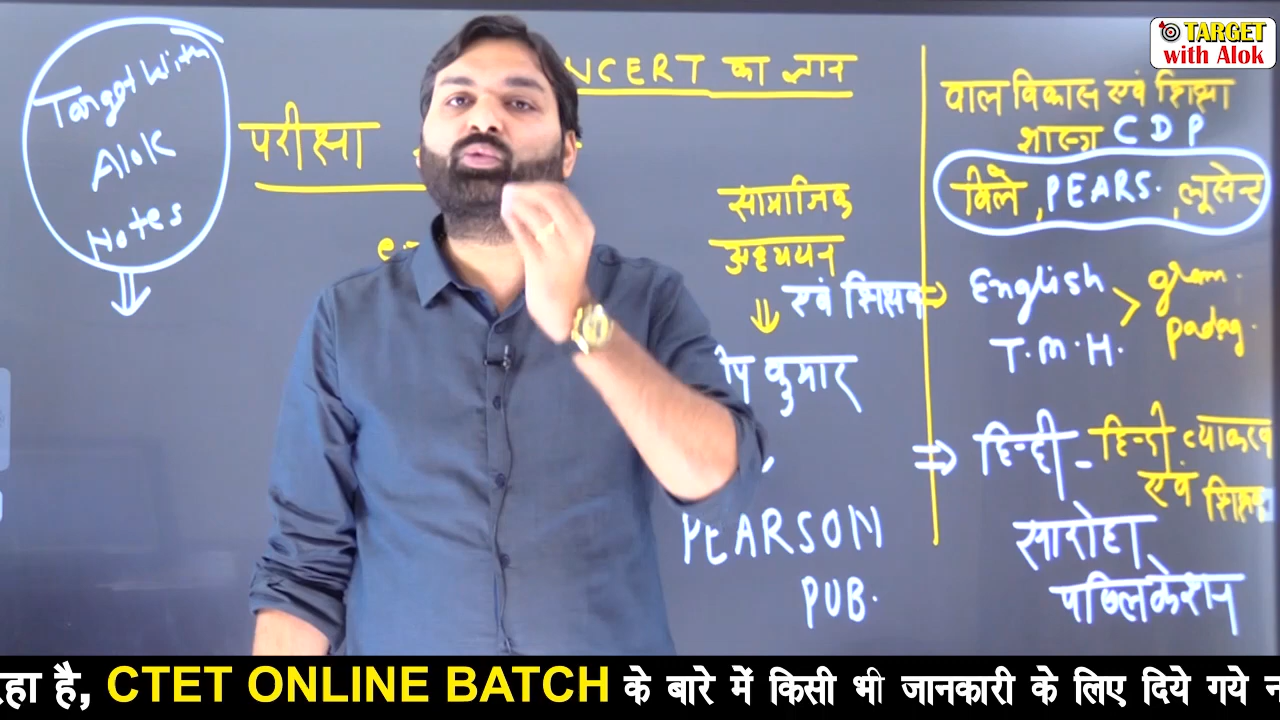 TARGET
with Alok
Target With
Alok
Notes
NCERT का ज्ञान
परीक्षा
e:-
सामाजिक
अध्ययन
एवं शिक्षण
कुमार
PEARSON
PUB.
बाल विकास एवं शिक्षा
शास्त्र CDP
विले, PEARS., लूसेन्ट
English > gram.
T.M.H. padag.
हिन्दी - हिन्दी व्याकरण
एवं शिक्षण
सारोहा
पब्लिकेशन
रहा है, CTET ONLINE BATCH के बारे में किसी भी जानकारी के लिए दिये गये